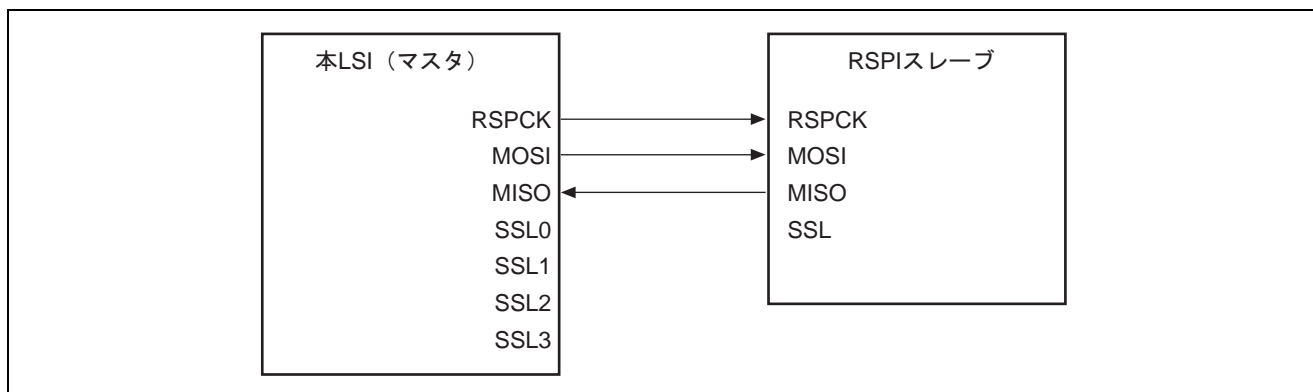 本LSI（マスタ）
RSPCK
MOSI
MISO
SSL0
SSL1
SSL2
SSL3
RSPIスレーブ
RSPCK
MOSI
MISO
SSL